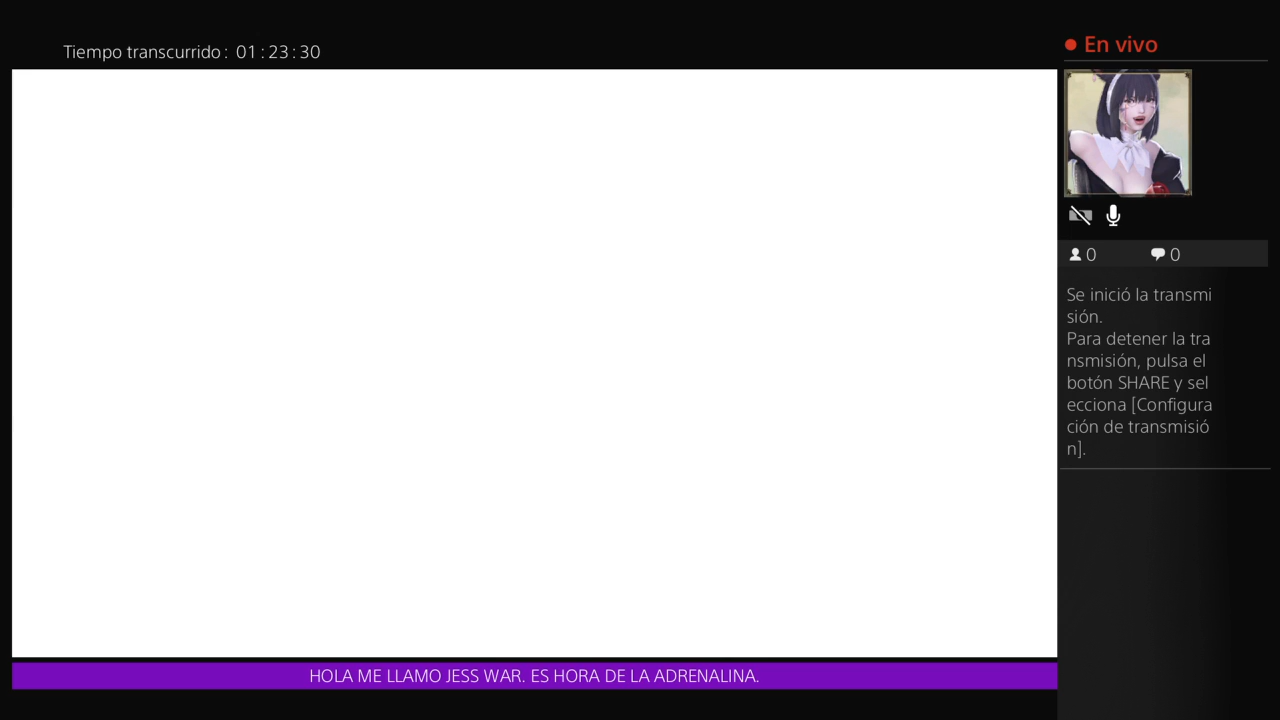 Tiempo transcurrido : 01 : 23 : 30
En vivo
0
0
Se inició la transmi
sión.
Para detener la tra
nsmisión, pulsa el
botón SHARE y sel
ecciona [Configura
ción de transmisió
n].
HOLA ME LLAMO JESS WAR. ES HORA DE LA ADRENALINA.